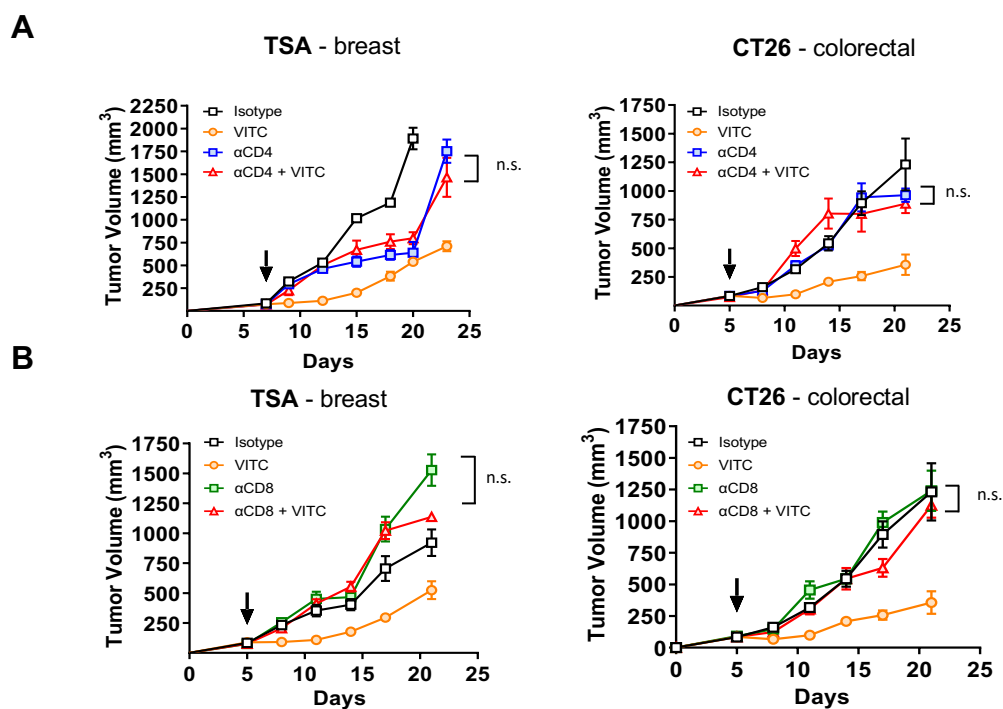 A
TSA - breast
Tumor Volume (mm³)
2250
2000
1750
1500
1250
1000
750
500
250
Isotype
VITC
αCD4
αCD4 + VITC
n.s.
0 5 10 15 20 25
Days
CT26 - colorectal
Tumor Volume (mm³)
1750
1500
1250
1000
750
500
250
0
Isotype
VITC
αCD4
αCD4 + VITC
n.s.
0 5 10 15 20 25
Days
B
TSA - breast
Tumor Volume (mm³)
1750
1500
1250
1000
750
500
250
Isotype
VITC
αCD8
αCD8 + VITC
n.s.
0 5 10 15 20 25
Days
CT26 - colorectal
Tumor Volume (mm³)
1750
1500
1250
1000
750
500
250
0
Isotype
VITC
αCD8
αCD8 + VITC
n.s.
0 5 10 15 20 25
Days